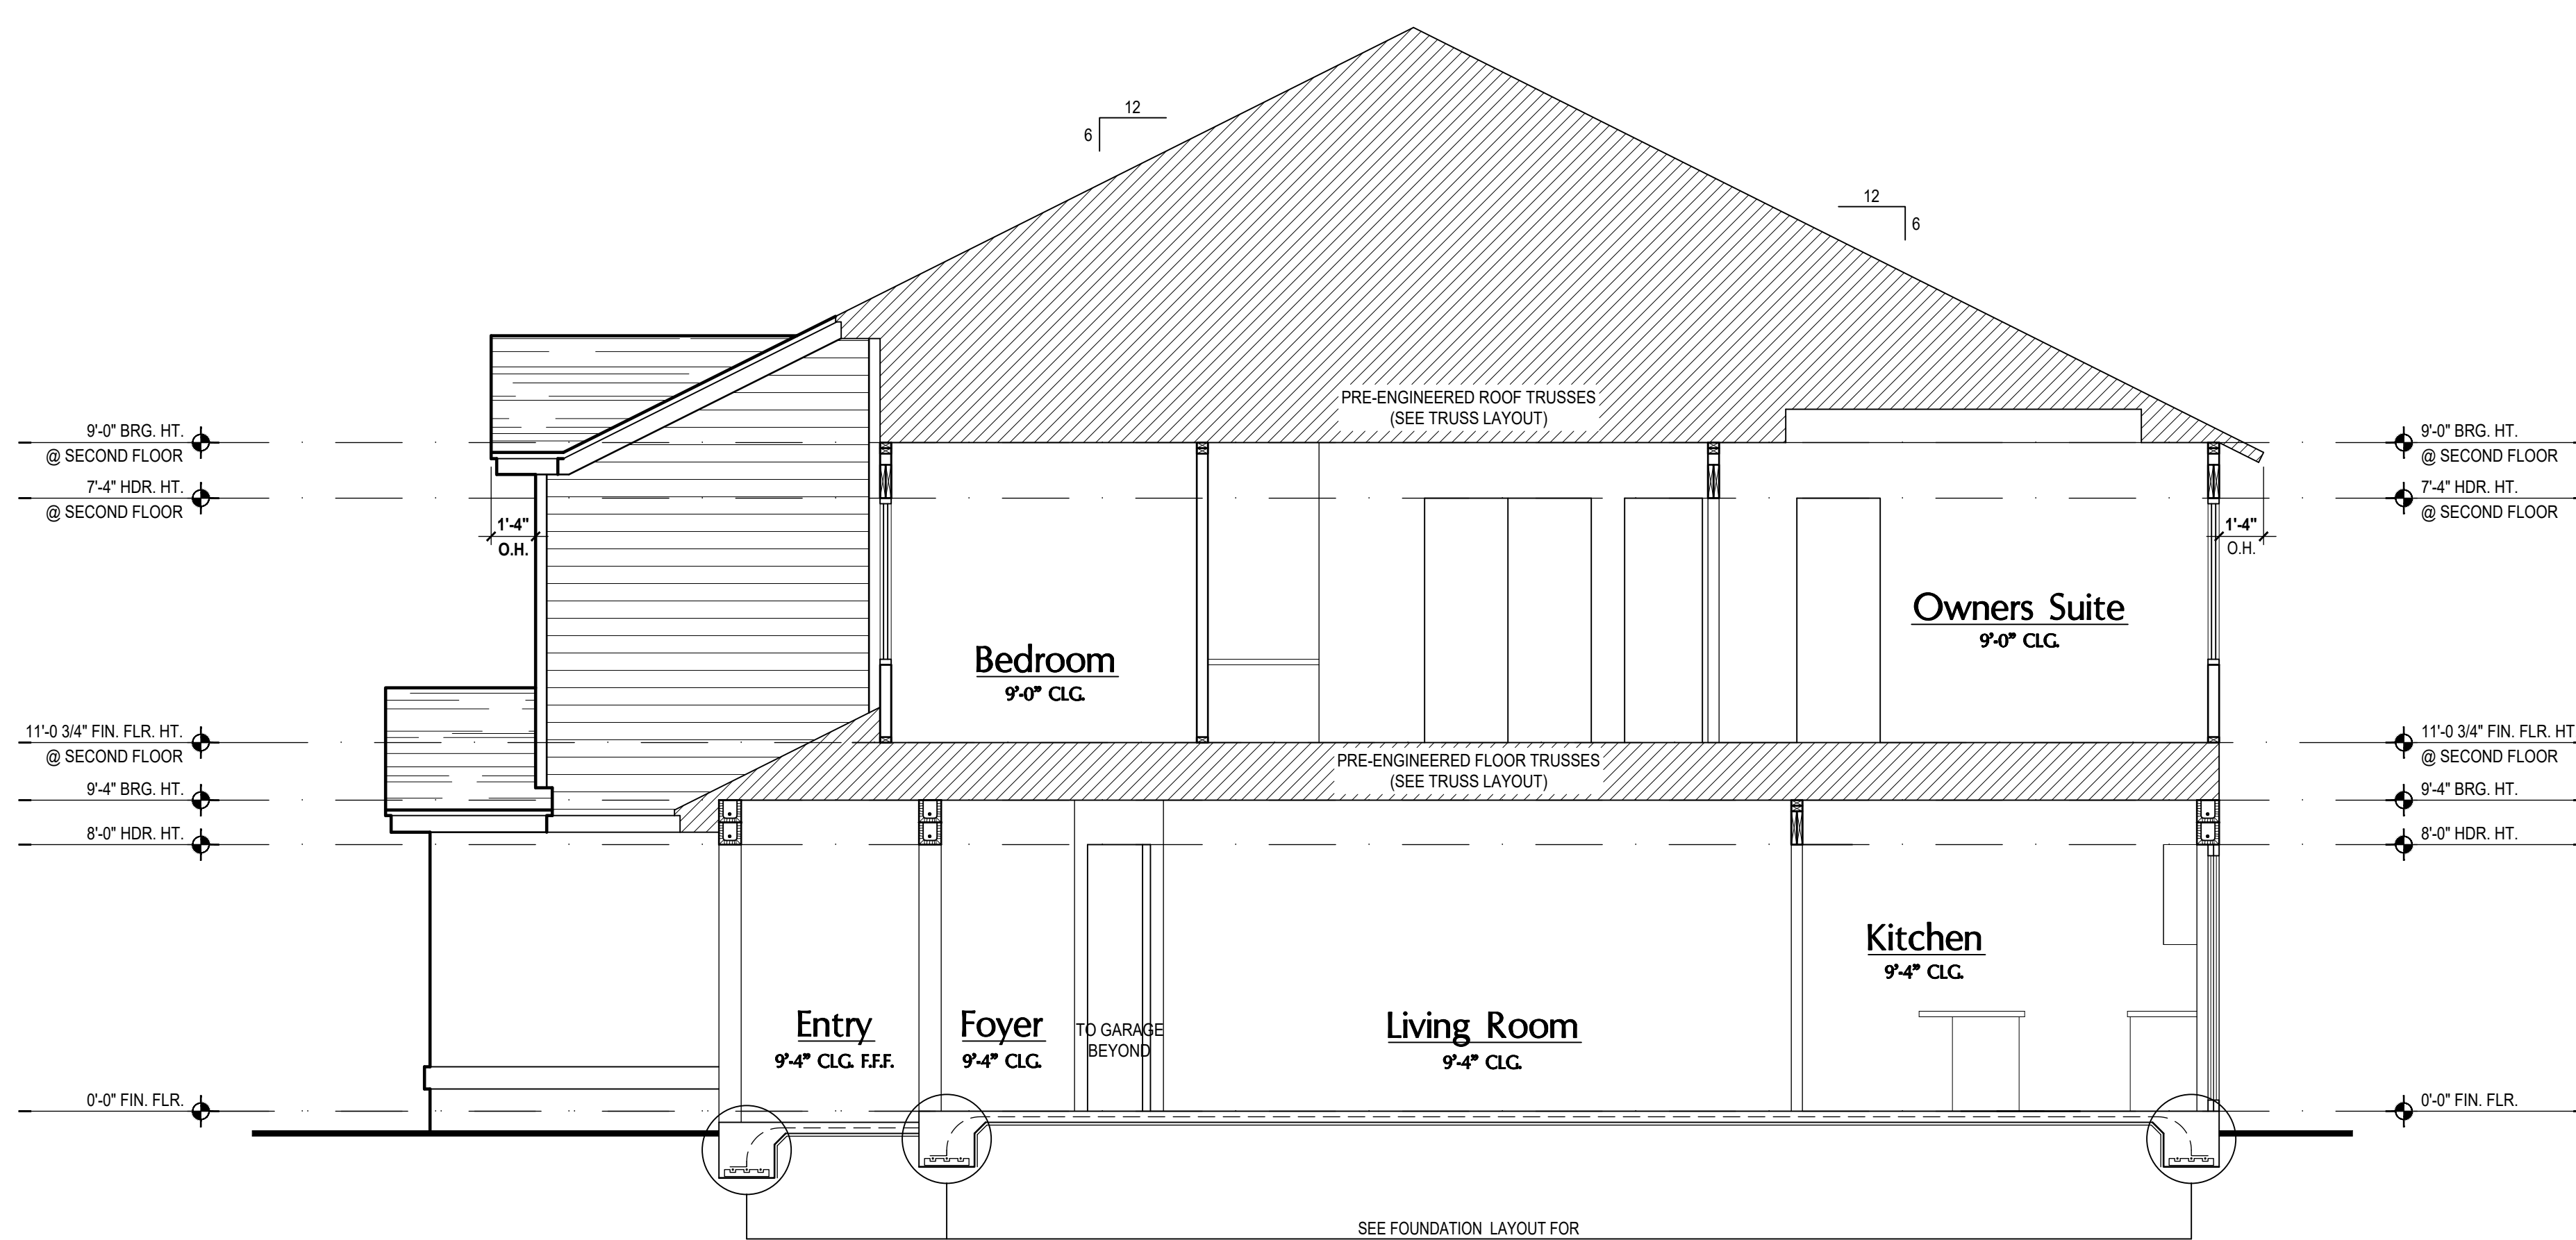 12
6
12
6
PRE-ENGINEERED ROOF TRUSSES
(SEE TRUSS LAYOUT)
9'-0" BRG. HT.
@ SECOND FLOOR
9'-0" BRG. HT.
@ SECOND FLOOR
7'-4" HDR. HT.
@ SECOND FLOOR
7'-4" HDR. HT.
@ SECOND FLOOR
1'-4"
O.H.
1'-4"
O.H.
Owners Suite
9'-0" CLG.
Bedroom
9'-0" CLG.
11'-0 3/4" FIN. FLR. HT.
@ SECOND FLOOR
11'-0 3/4" FIN. FLR. HT
@ SECOND FLOOR
PRE-ENGINEERED FLOOR TRUSSES
(SEE TRUSS LAYOUT)
9'-4" BRG. HT.
9'-4" BRG. HT.
8'-0" HDR. HT.
8'-0" HDR. HT.
Kitchen
9'-4" CLG.
Entry
9'-4" CLG. F.F.F.
Foyer
9'-4" CLG.
TO GARAGE
BEYOND
Living Room
9'-4" CLG.
0'-0" FIN. FLR.
0'-0" FIN. FLR.
SEE FOUNDATION LAYOUT FOR